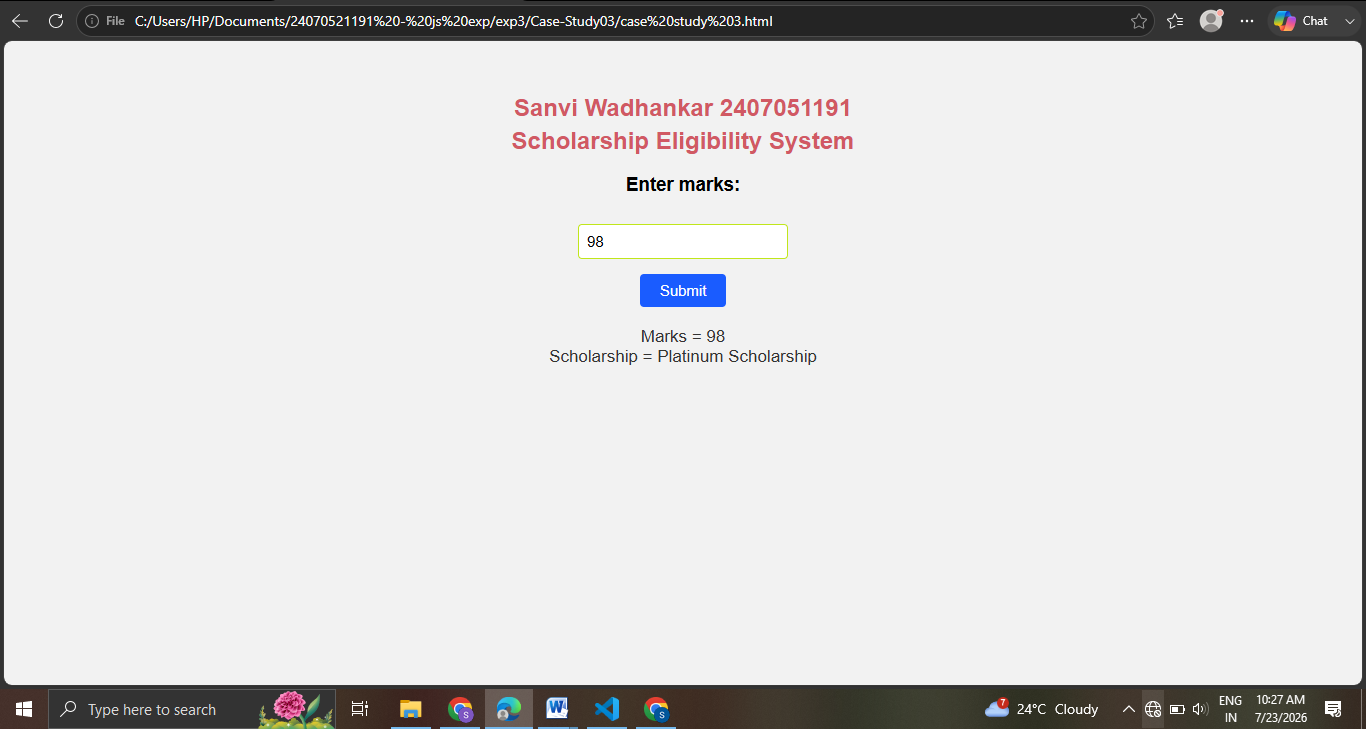 File C:/Users/HP/Documents/24070521191%20-%20js%20exp/exp3/Case-Study03/case%20study%203.html
Chat
Sanvi Wadhankar 2407051191
Scholarship Eligibility System
Enter marks:
98
Submit
Marks = 98
Scholarship = Platinum Scholarship
Type here to search
S
W
S
7
24°C Cloudy
ENG
IN
10:27 AM
7/23/2026